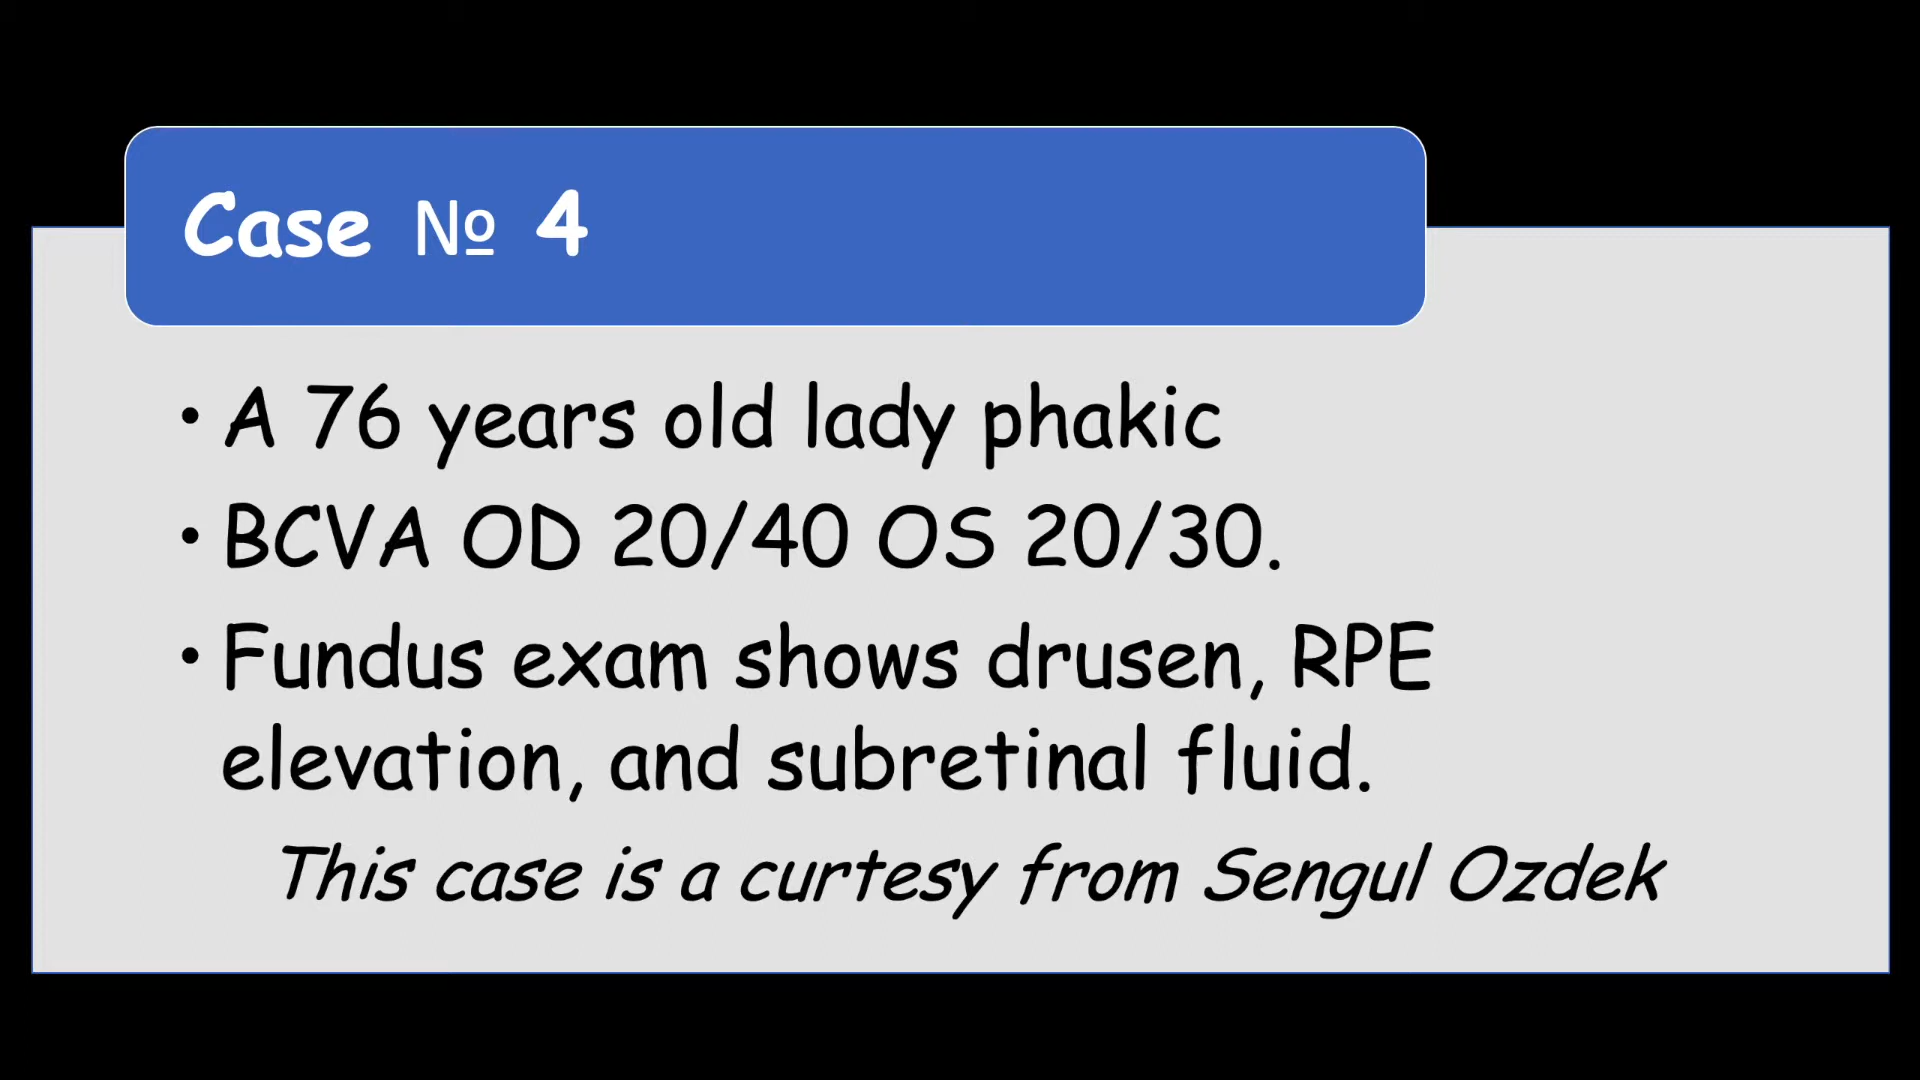 Case № 4
• A 76 years old lady phakic
• BCVA OD 20/40 OS 20/30.
• Fundus exam shows drusen, RPE
elevation, and subretinal fluid.
This case is a curtesy from Sengul Ozdek